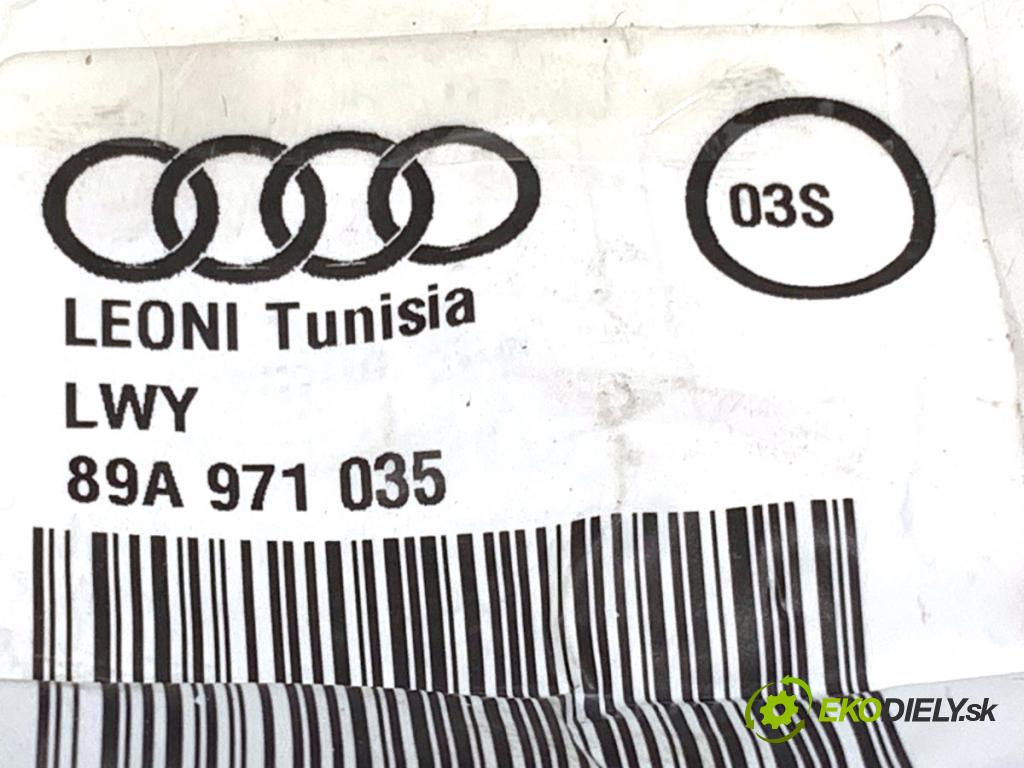 03S
LEONI Tunisia
LWY
89A 971 035
EKODIELY.sk